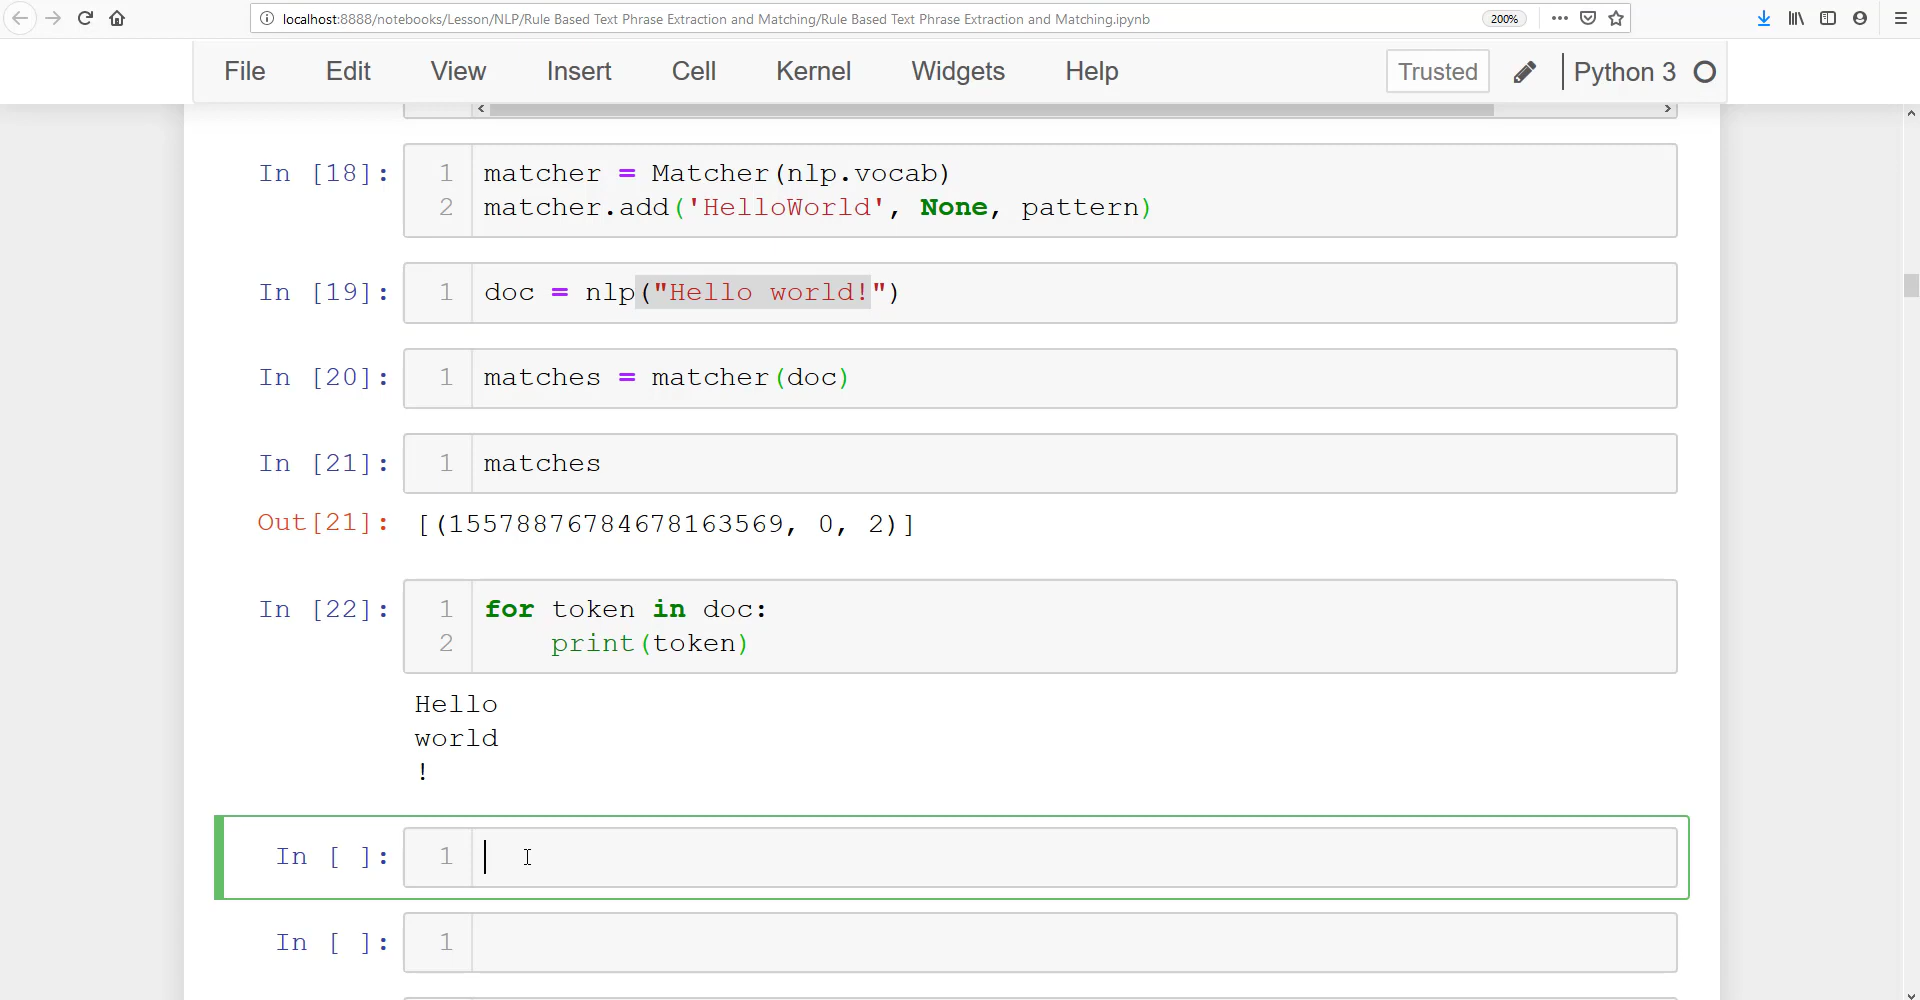 localhost:8888/notebooks/Lesson/NLP/Rule Based Text Phrase Extraction and Matching/Rule Based Text Phrase Extraction and Matching.ipynb 200%
File Edit View Insert Cell Kernel Widgets Help Trusted Python 3
In [18]: 1 matcher = Matcher(nlp.vocab)
2 matcher.add('HelloWorld', None, pattern)
In [19]: 1 doc = nlp("Hello world!")
In [20]: 1 matches = matcher(doc)
In [21]: 1 matches
Out[21]: [(15578876784678163569, 0, 2)]
In [22]: 1 for token in doc:
2 print(token)
Hello
world
!
In [ ]: 1
In [ ]: 1